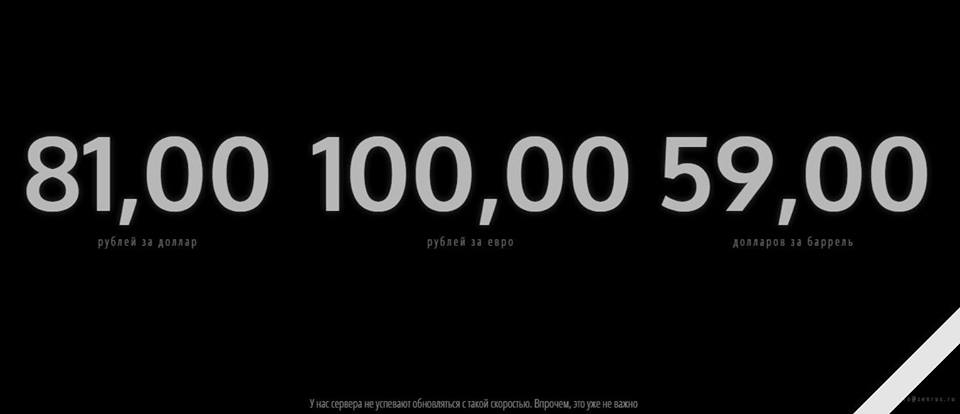 81,00 100,00 59,00
рублей за доллар рублей за евро долларов за баррель
У нас сервера не успевают обновляться с такой скоростью. Впрочем, это уже не важно